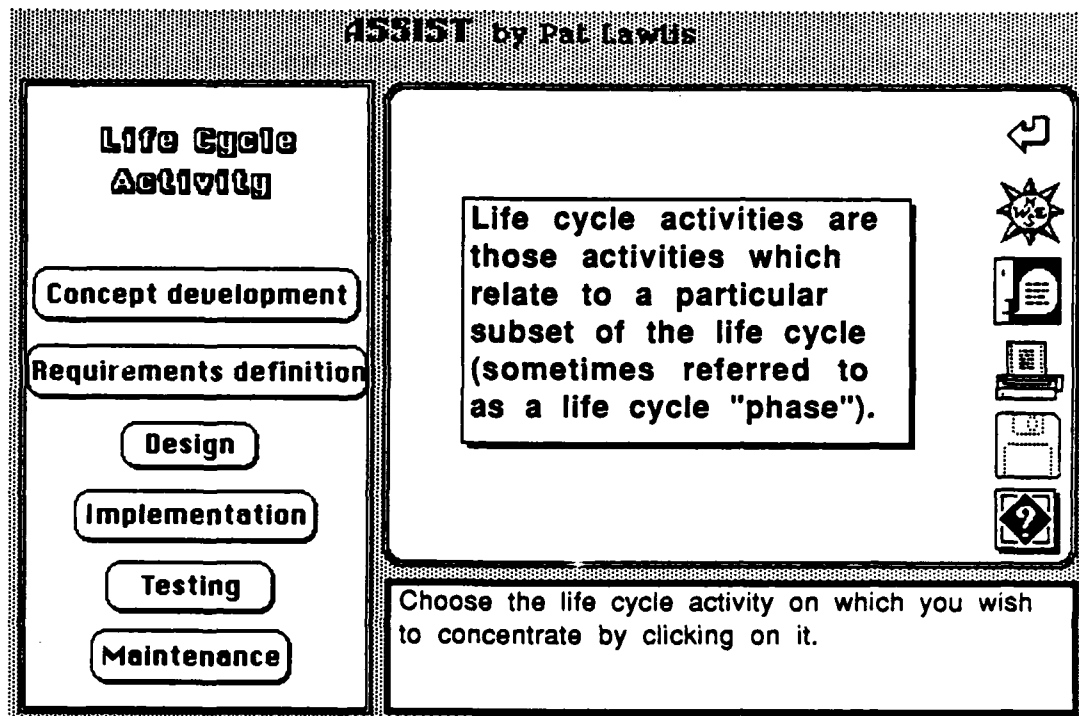 ASSIST by Pat Lawlis
Life Cycle
Activity
Concept development
Requirements definition
Design
Implementation
Testing
Maintenance
Life cycle activities are
those activities which
relate to a particular
subset of the life cycle
(sometimes referred to
as a life cycle "phase").
N
W E
S
?
Choose the life cycle activity on which you wish
to concentrate by clicking on it.